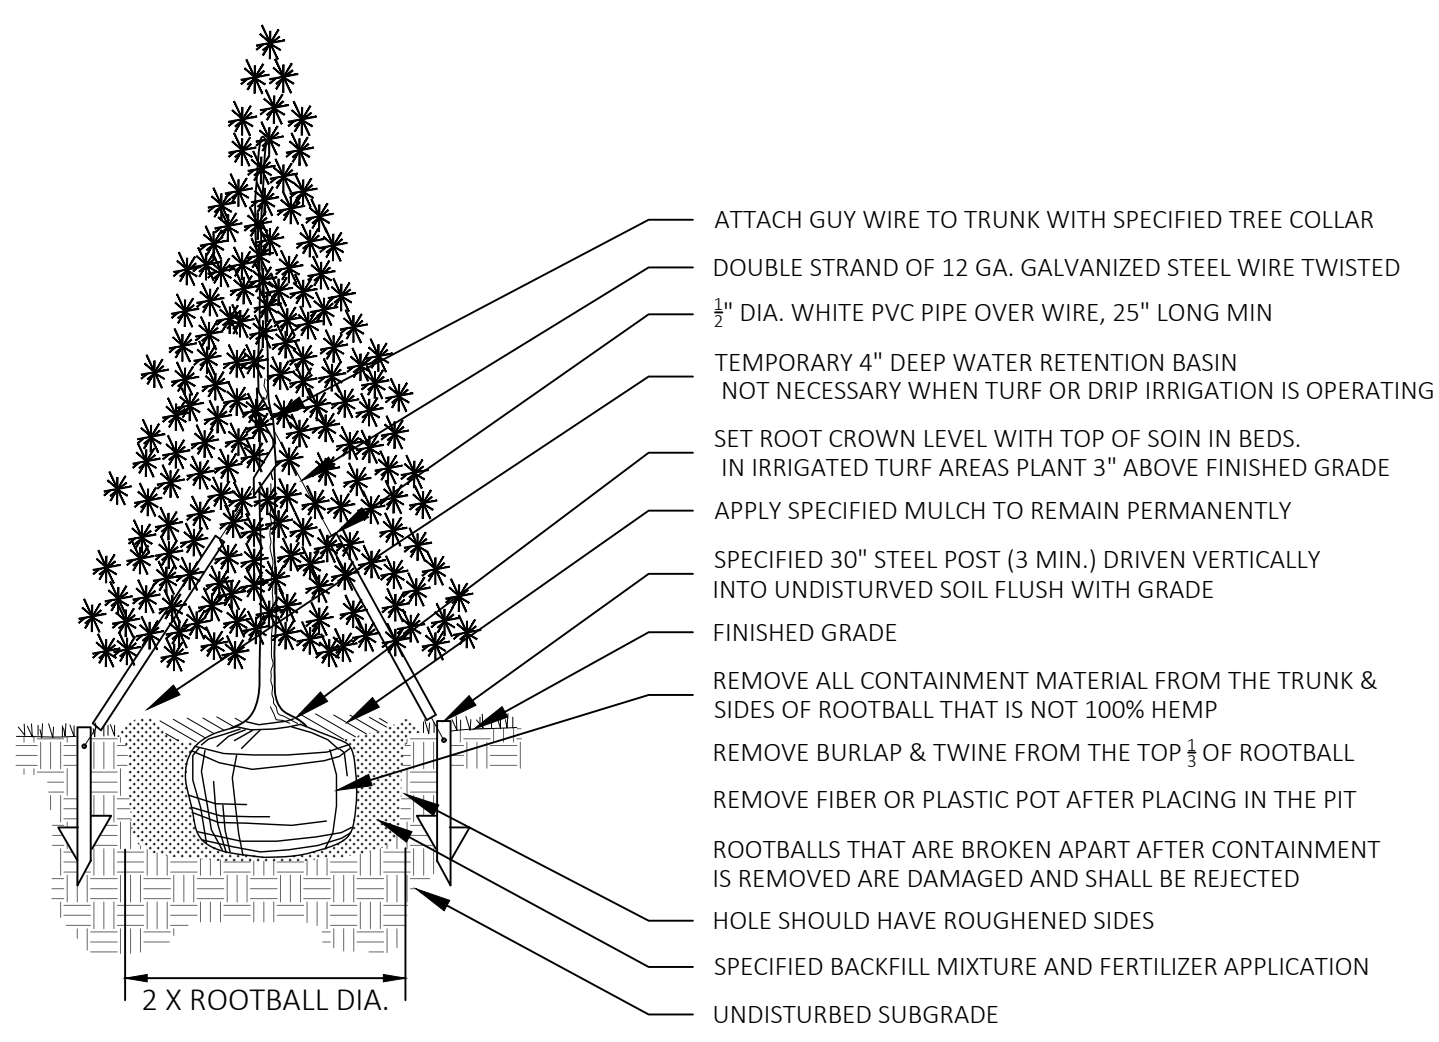 ATTACH GUY WIRE TO TRUNK WITH SPECIFIED TREE COLLAR
DOUBLE STRAND OF 12 GA. GALVANIZED STEEL WIRE TWISTED
1/2" DIA. WHITE PVC PIPE OVER WIRE, 25" LONG MIN
TEMPORARY 4" DEEP WATER RETENTION BASIN
NOT NECESSARY WHEN TURF OR DRIP IRRIGATION IS OPERATING
SET ROOT CROWN LEVEL WITH TOP OF SOIN IN BEDS.
IN IRRIGATED TURF AREAS PLANT 3" ABOVE FINISHED GRADE
APPLY SPECIFIED MULCH TO REMAIN PERMANENTLY
SPECIFIED 30" STEEL POST (3 MIN.) DRIVEN VERTICALLY
INTO UNDISTURVED SOIL FLUSH WITH GRADE
FINISHED GRADE
REMOVE ALL CONTAINMENT MATERIAL FROM THE TRUNK &
SIDES OF ROOTBALL THAT IS NOT 100% HEMP
REMOVE BURLAP & TWINE FROM THE TOP 1/3 OF ROOTBALL
REMOVE FIBER OR PLASTIC POT AFTER PLACING IN THE PIT
ROOTBALLS THAT ARE BROKEN APART AFTER CONTAINMENT
IS REMOVED ARE DAMAGED AND SHALL BE REJECTED
HOLE SHOULD HAVE ROUGHENED SIDES
SPECIFIED BACKFILL MIXTURE AND FERTILIZER APPLICATION
UNDISTURBED SUBGRADE
2 X ROOTBALL DIA.